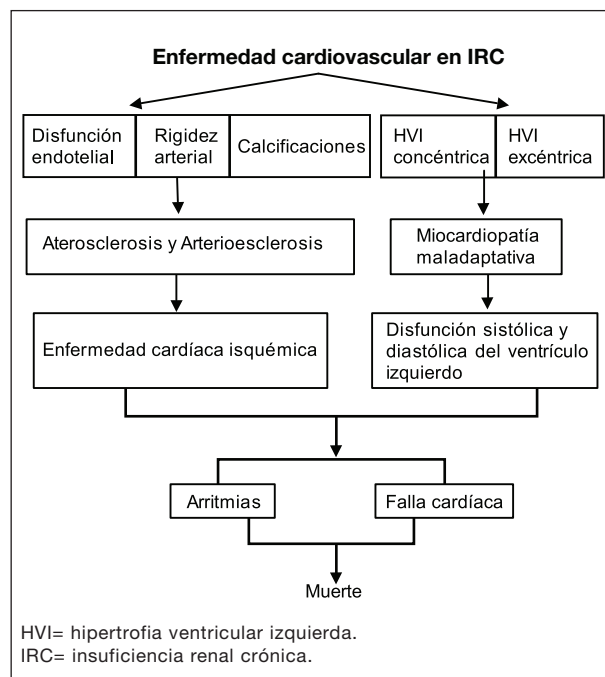 Enfermedad cardiovascular en IRC
Disfunción
endotelial
Rigidez
arterial
Calcificaciones
HVI
concéntrica
HVI
excéntrica
Aterosclerosis y Arterioesclerosis
Miocardiopatía
maladaptativa
Enfermedad cardíaca isquémica
Disfunción sistólica y
diastólica del ventrículo
izquierdo
Arritmias
Falla cardíaca
Muerte
HVI= hipertrofia ventricular izquierda.
IRC= insuficiencia renal crónica.